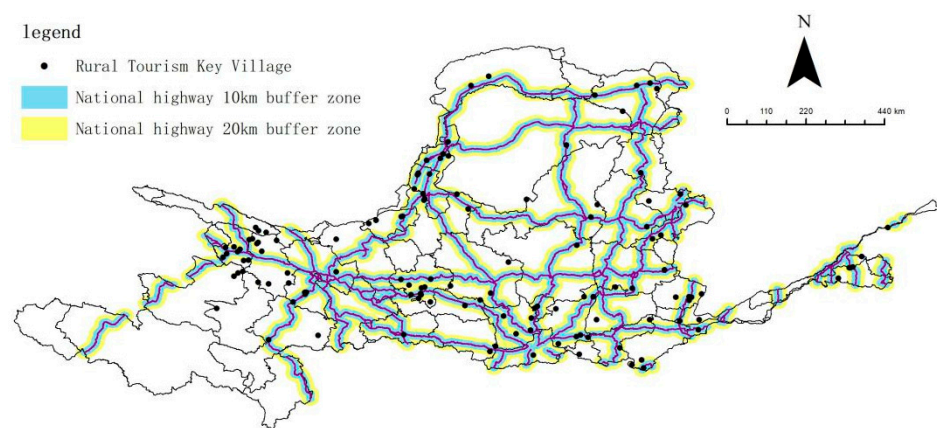 legend
Rural Tourism Key Village
National highway 10km buffer zone
National highway 20km buffer zone
N
0 110 220 440 km